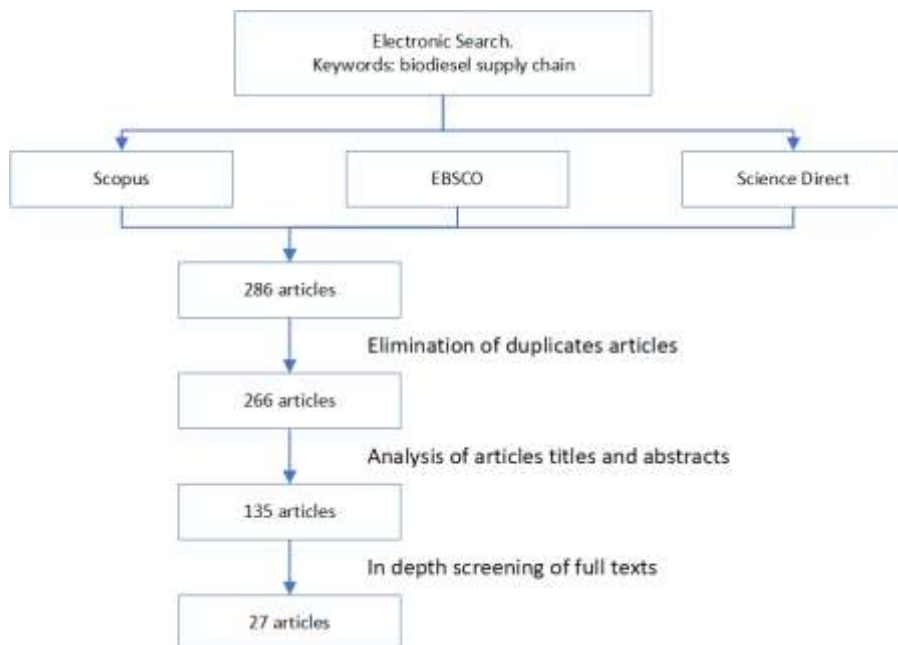 Electronic Search.
Keywords: biodiesel supply chain
Scopus
EBSCO
Science Direct
286 articles
Elimination of duplicates articles
266 articles
Analysis of articles titles and abstracts
135 articles
In depth screening of full texts
27 articles